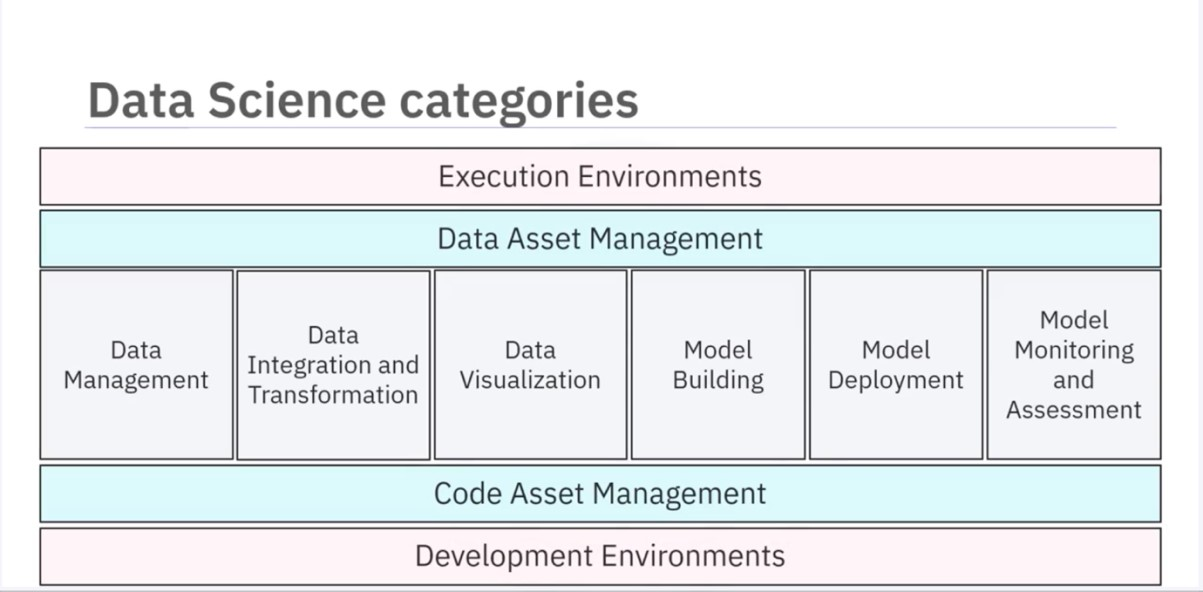 Data Science categories
Execution Environments
Data Asset Management
Data
Management
Data
Integration and
Transformation
Data
Visualization
Model
Building
Model
Deployment
Model
Monitoring
and
Assessment
Code Asset Management
Development Environments